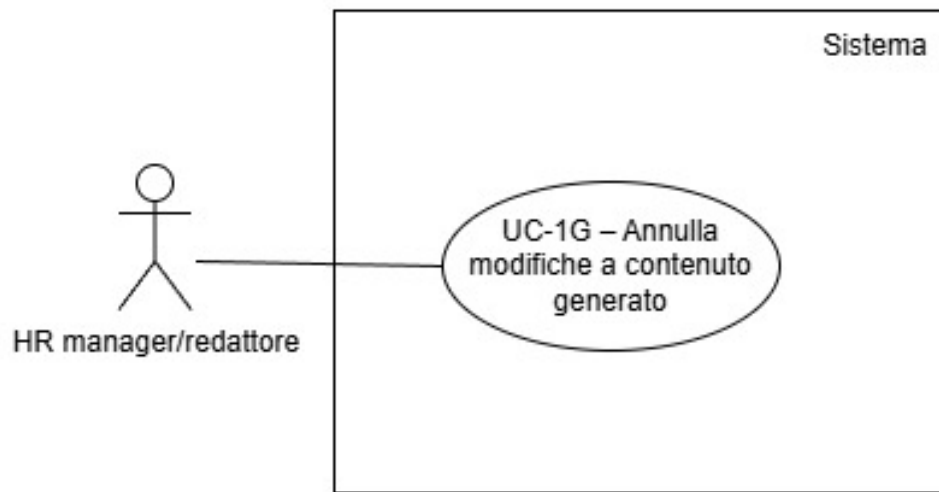 Sistema
UC-1G – Annulla
modifiche a contenuto
generato
HR manager/redattore